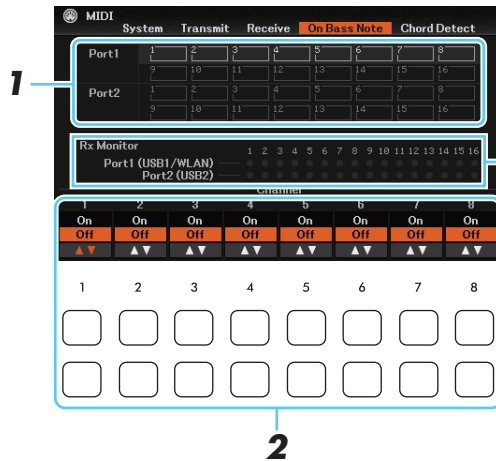 MIDI
System Transmit Receive On Bass Note Chord Detect
Port1 1 2 3 4 5 6 7 8
9 10 11 12 13 14 15 16
Port2 1 2 3 4 5 6 7 8
9 10 11 12 13 14 15 16
1
Rx Monitor 1 2 3 4 5 6 7 8 9 10 11 12 13 14 15 16
Port1 (USB1/WLAN)
Port2 (USB2)
Channel
1 2 3 4 5 6 7 8
On On On On On On On On
Off Off Off Off Off Off Off Off
▲▼ ▲▼ ▲▼ ▲▼ ▲▼ ▲▼ ▲▼ ▲▼
1 2 3 4 5 6 7 8
2